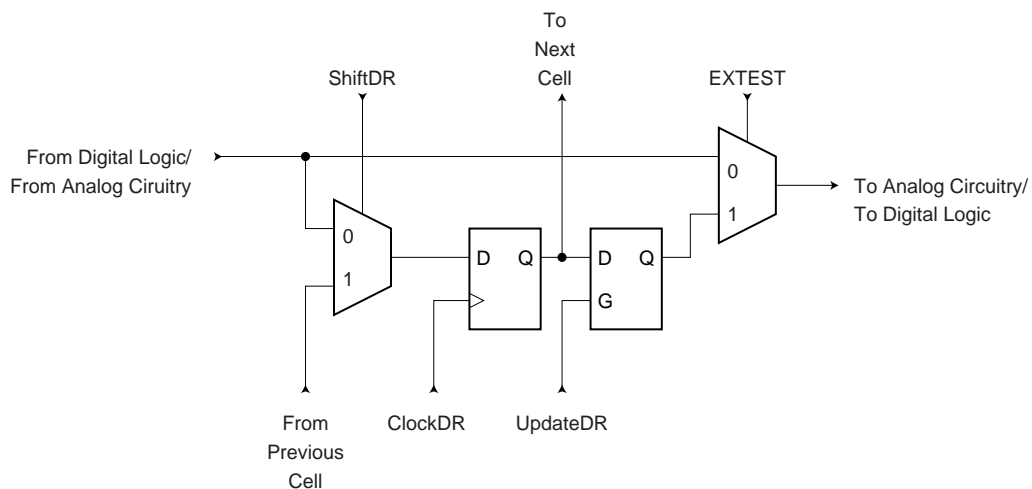 To
Next
Cell
ShiftDR
EXTEST
From Digital Logic/
From Analog Ciruitry
0
1
0
1
To Analog Circuitry/
To Digital Logic
D Q
D Q
G
From
Previous
Cell
ClockDR
UpdateDR